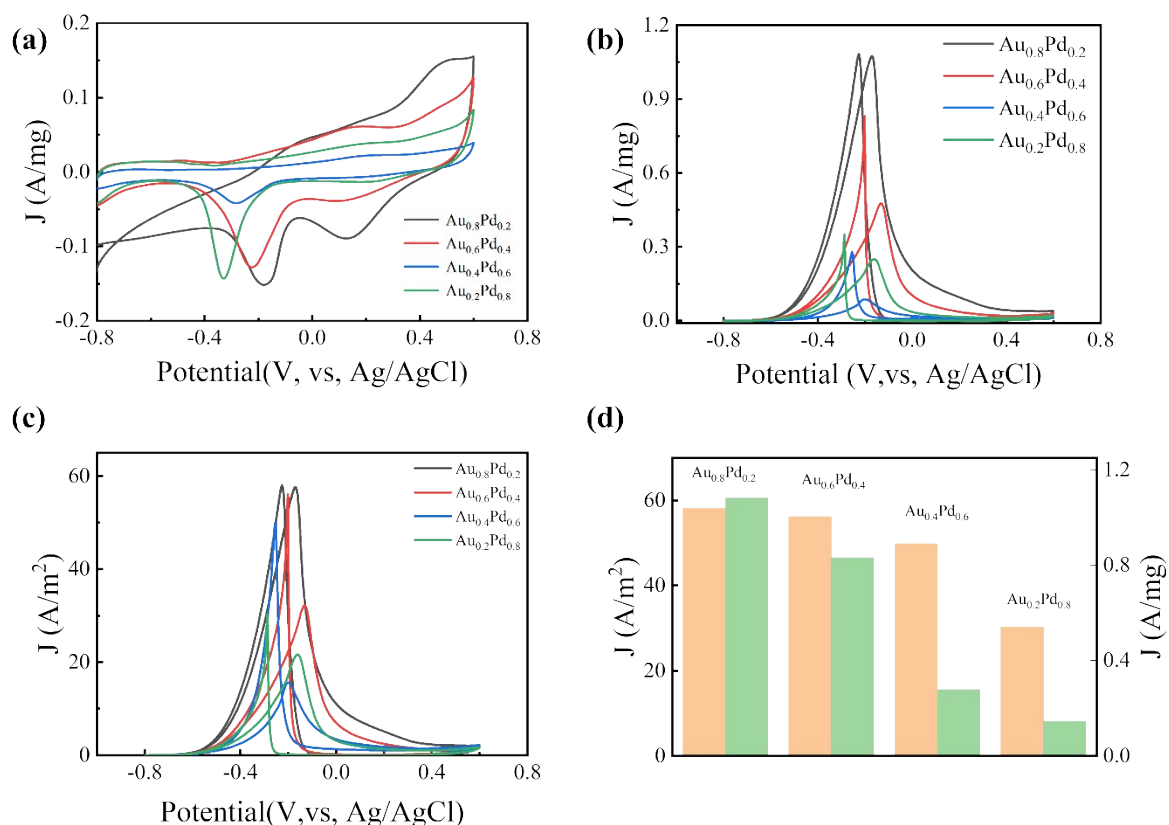 (a)
0.2
0.1
0.0
-0.1
-0.2
J (A/mg)
Au0.8Pd0.2
Au0.6Pd0.4
Au0.4Pd0.6
Au0.2Pd0.8
-0.8 -0.4 0.0 0.4
Potential(V, vs, Ag/AgCl)
(b)
1.2
0.9
0.6
0.3
0.0
J (A/mg)
Au0.8Pd0.2
Au0.6Pd0.4
Au0.4Pd0.6
Au0.2Pd0.8
-0.8 -0.4 0.0 0.4 0.8
Potential (V,vs, Ag/AgCl)
(c)
60
40
20
0
J (A/m²)
Au0.8Pd0.2
Au0.6Pd0.4
Au0.4Pd0.6
Au0.2Pd0.8
-0.8 -0.4 0.0 0.4 0.8
Potential(V,vs, Ag/AgCl)
(d)
60
40
20
0
J (A/m²)
Au0.8Pd0.2
Au0.6Pd0.4
Au0.4Pd0.6
Au0.2Pd0.8
1.2
0.8
0.4
0.0
J (A/mg)